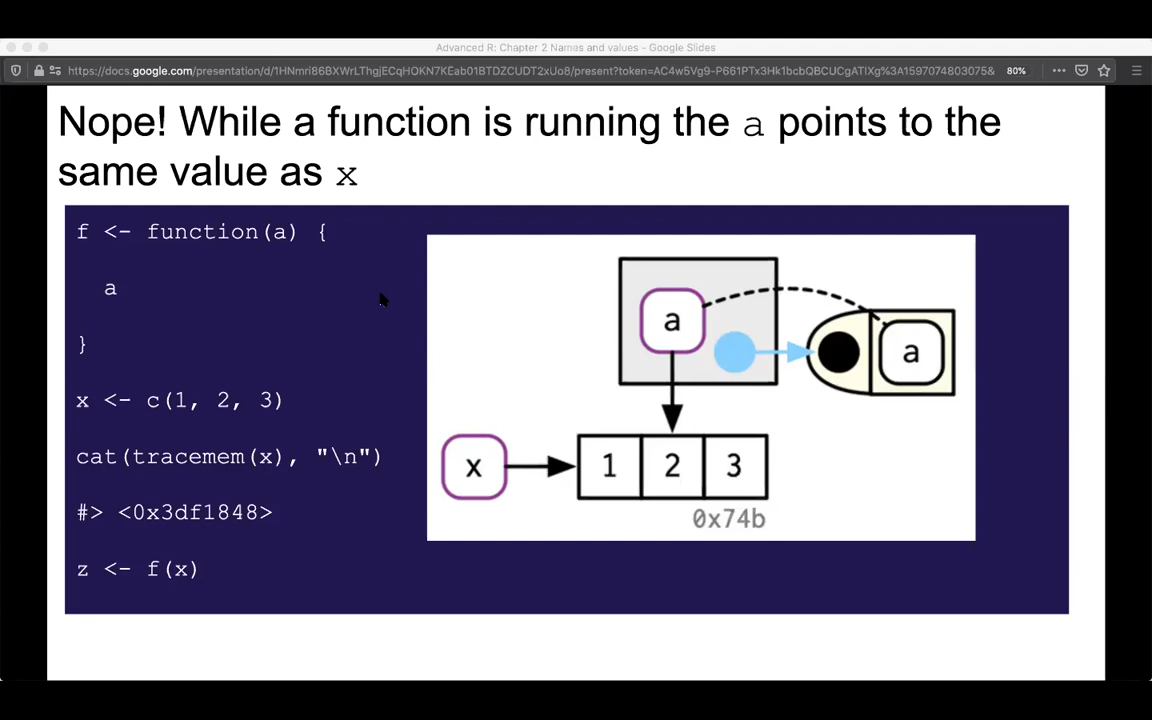 Advanced R: Chapter 2 Names and values - Google Slides
https://docs.google.com/presentation/d/1HNmri86BXWrLThgjECqHOKN7KEab01BTDZCUDT2xUo8/present?token=AC4w5Vg9-P661PTx3Hk1bcbQBCUCgATIXg%3A1597074803075& 80%
Nope! While a function is running the a points to the
same value as x
f <- function(a) {
a
}
x <- c(1, 2, 3)
cat(tracemem(x), "\n")
#> <0x3df1848>
z <- f(x)
a
a
x
1 2 3
0x74b